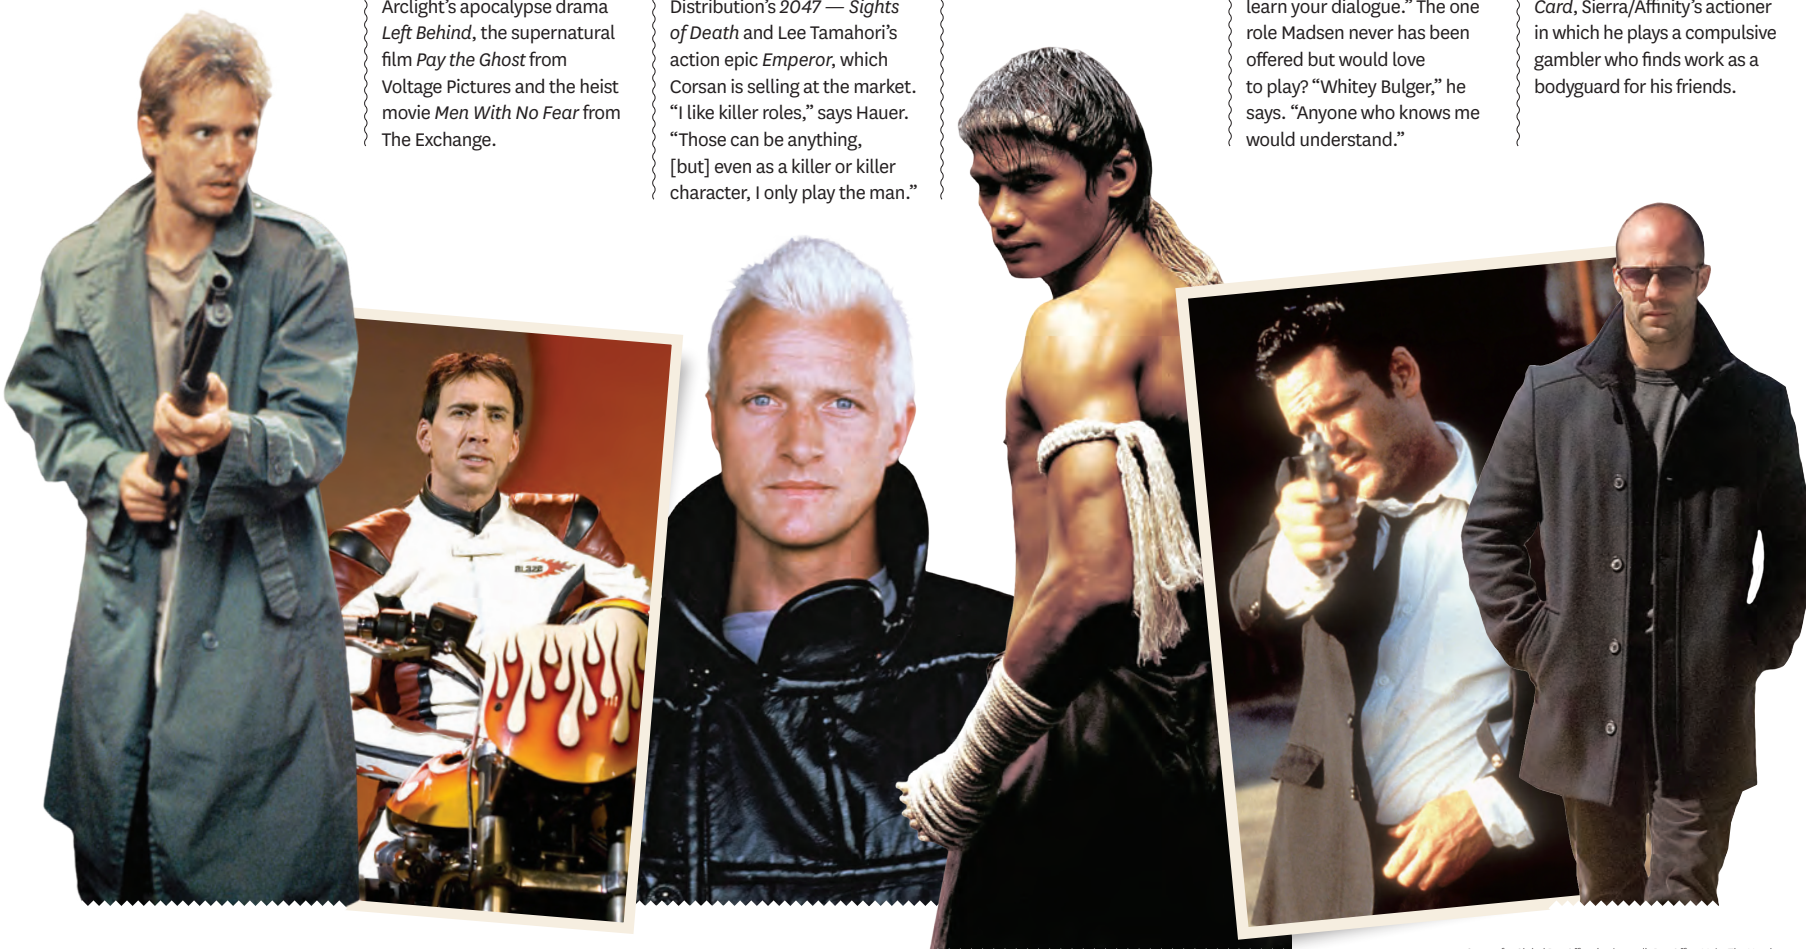 Arclight’s apocalypse drama
Left Behind, the supernatural
film Pay the Ghost from
Voltage Pictures and the heist
movie Men With No Fear from
The Exchange.
Distribution’s 2047 — Sights
of Death and Lee Tamahori’s
action epic Emperor, which
Corsan is selling at the market.
“I like killer roles,” says Hauer.
“Those can be anything,
[but] even as a killer or killer
character, I only play the man.”
learn your dialogue.” The one
role Madsen never has been
offered but would love
to play? “Whitey Bulger,” he
says. “Anyone who knows me
would understand.”
Card, Sierra/Affinity’s actioner
in which he plays a compulsive
gambler who finds work as a
bodyguard for his friends.
BLAZE